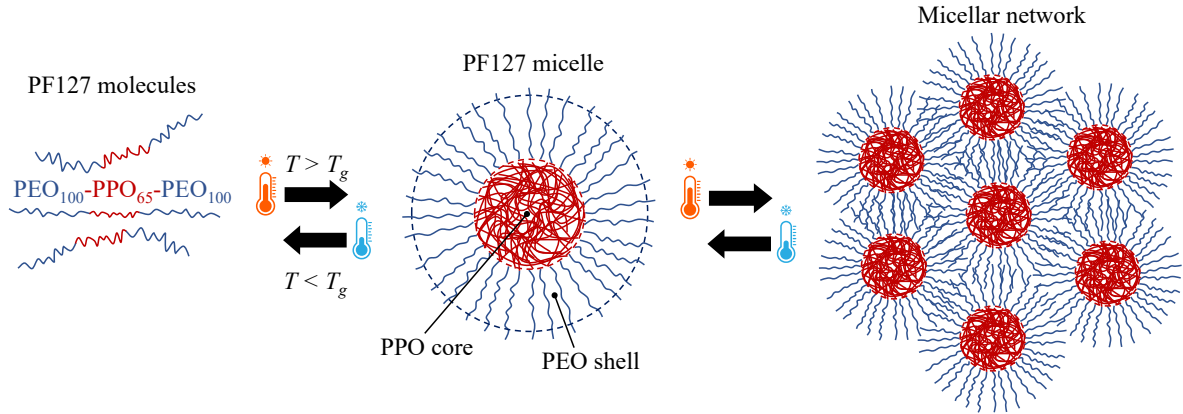 PF127 molecules
PEO100-PPO65-PEO100
T > Tg
T < Tg
PF127 micelle
PPO core
PEO shell
Micellar network